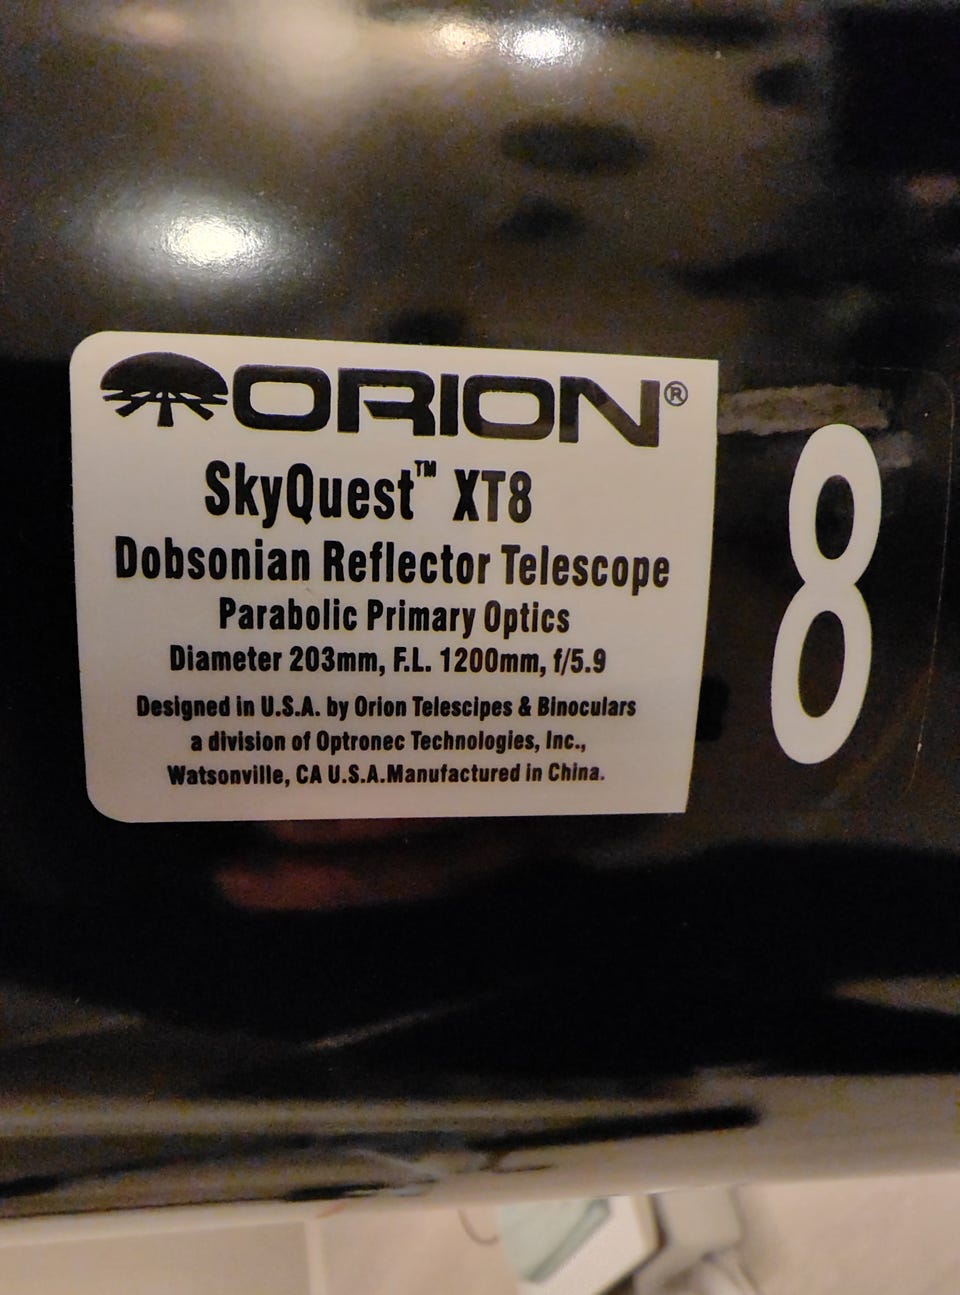 ORION®
SkyQuest™ XT8
Dobsonian Reflector Telescope
Parabolic Primary Optics
Diameter 203mm, F.L. 1200mm, f/5.9
Designed in U.S.A. by Orion Telescipes & Binoculars
a division of Optronec Technologies, Inc.,
Watsonville, CA U.S.A.Manufactured in China.
8